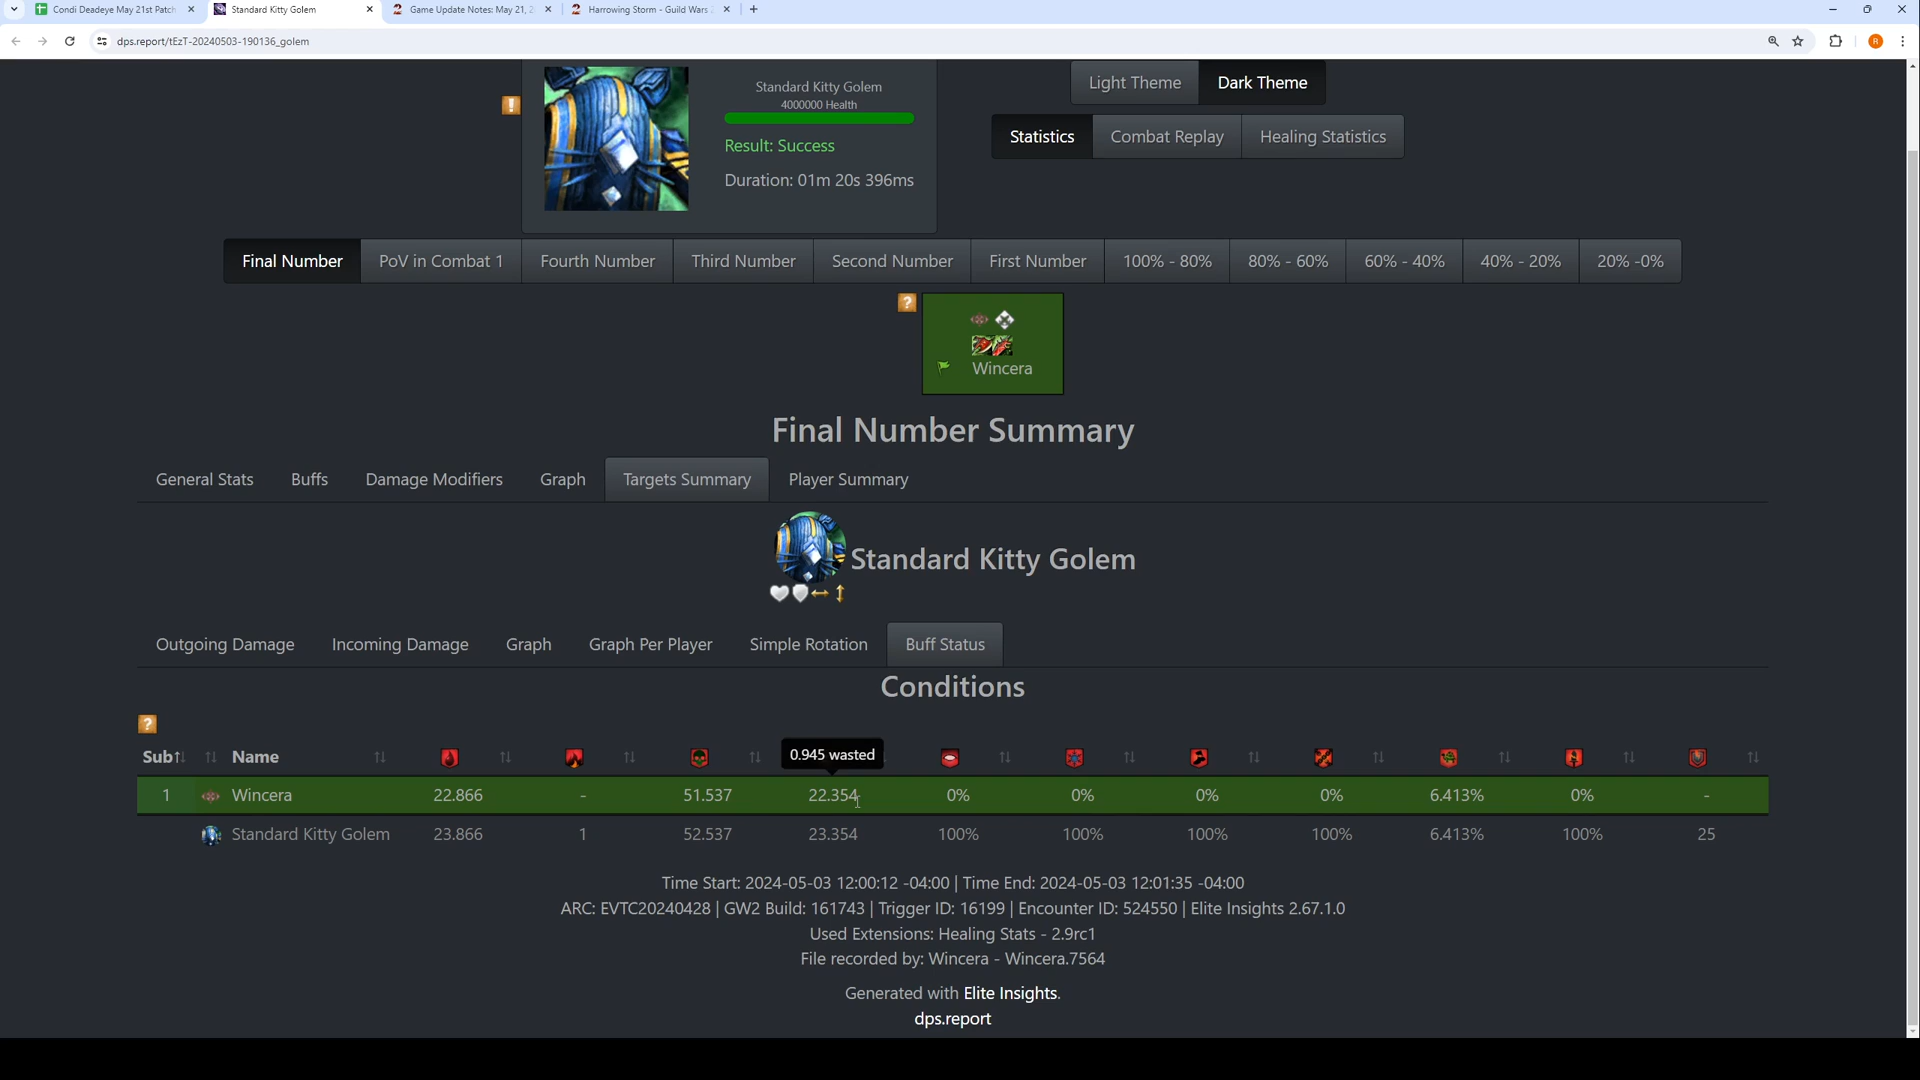 Condi Deadeye May 21st Patch
Standard Kitty Golem
Game Update Notes: May 21, 2
Harrowing Storm - Guild Wars
dps.report/tEzT-20240503-190136_golem
Standard Kitty Golem
4000000 Health
Result: Success
Duration: 01m 20s 396ms
Light Theme
Dark Theme
Statistics
Combat Replay
Healing Statistics
Final Number
PoV in Combat 1
Fourth Number
Third Number
Second Number
First Number
100% - 80%
80% - 60%
60% - 40%
40% - 20%
20% -0%
Wincera
Final Number Summary
General Stats
Buffs
Damage Modifiers
Graph
Targets Summary
Player Summary
Standard Kitty Golem
Outgoing Damage
Incoming Damage
Graph
Graph Per Player
Simple Rotation
Buff Status
Conditions
Sub Name 0.945 wasted
1 Wincera 22.866 - 51.537 22.354 0% 0% 0% 0% 6.413% 0% -
Standard Kitty Golem 23.866 1 52.537 23.354 100% 100% 100% 100% 6.413% 100% 25
Time Start: 2024-05-03 12:00:12 -04:00 | Time End: 2024-05-03 12:01:35 -04:00
ARC: EVTC20240428 | GW2 Build: 161743 | Trigger ID: 16199 | Encounter ID: 524550 | Elite Insights 2.67.1.0
Used Extensions: Healing Stats - 2.9rc1
File recorded by: Wincera - Wincera.7564
Generated with Elite Insights.
dps.report